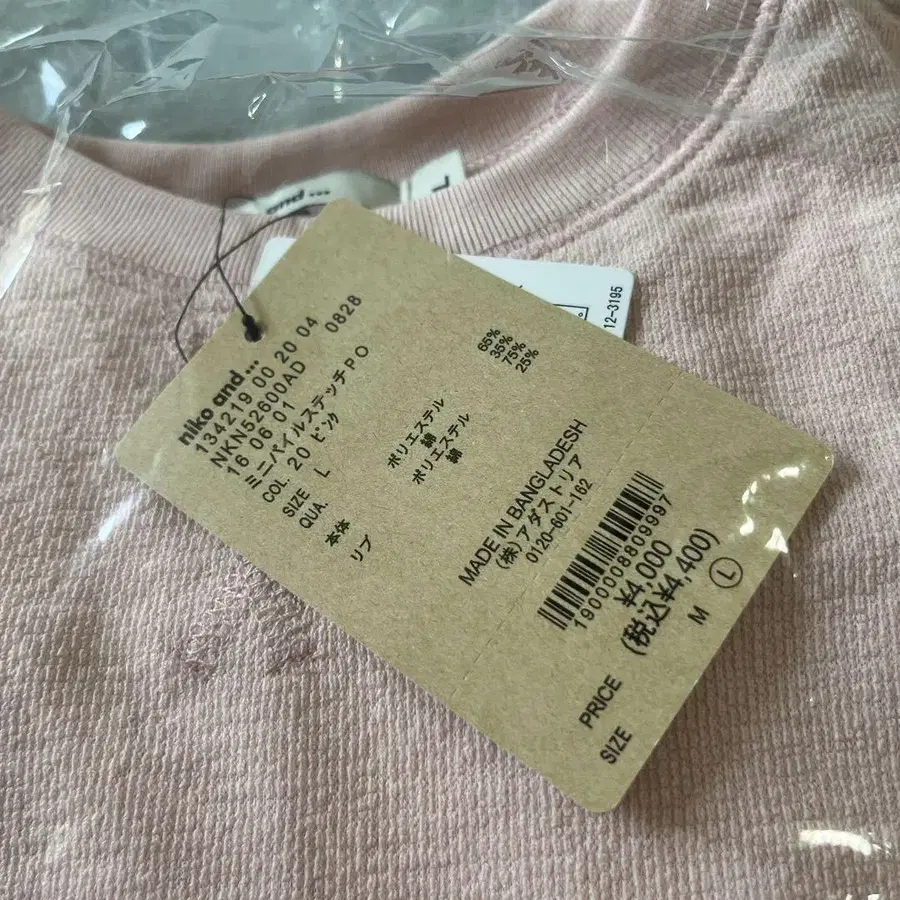 and ...
L
12-3195
niko and ...
134219 00 20 04
NKN52600AD 0828
16 06 01
ミニパイルステッチPO
COL. 20 ピンク
SIZE L
QUA.
本体 ポリエステル 65%
綿 35%
リブ ポリエステル 75%
綿 25%
MADE IN BANGLADESH
(株)アダストリア
0120-601-162
1900008809997
PRICE ¥4,000
(税込¥4,400)
SIZE M Ⓛ